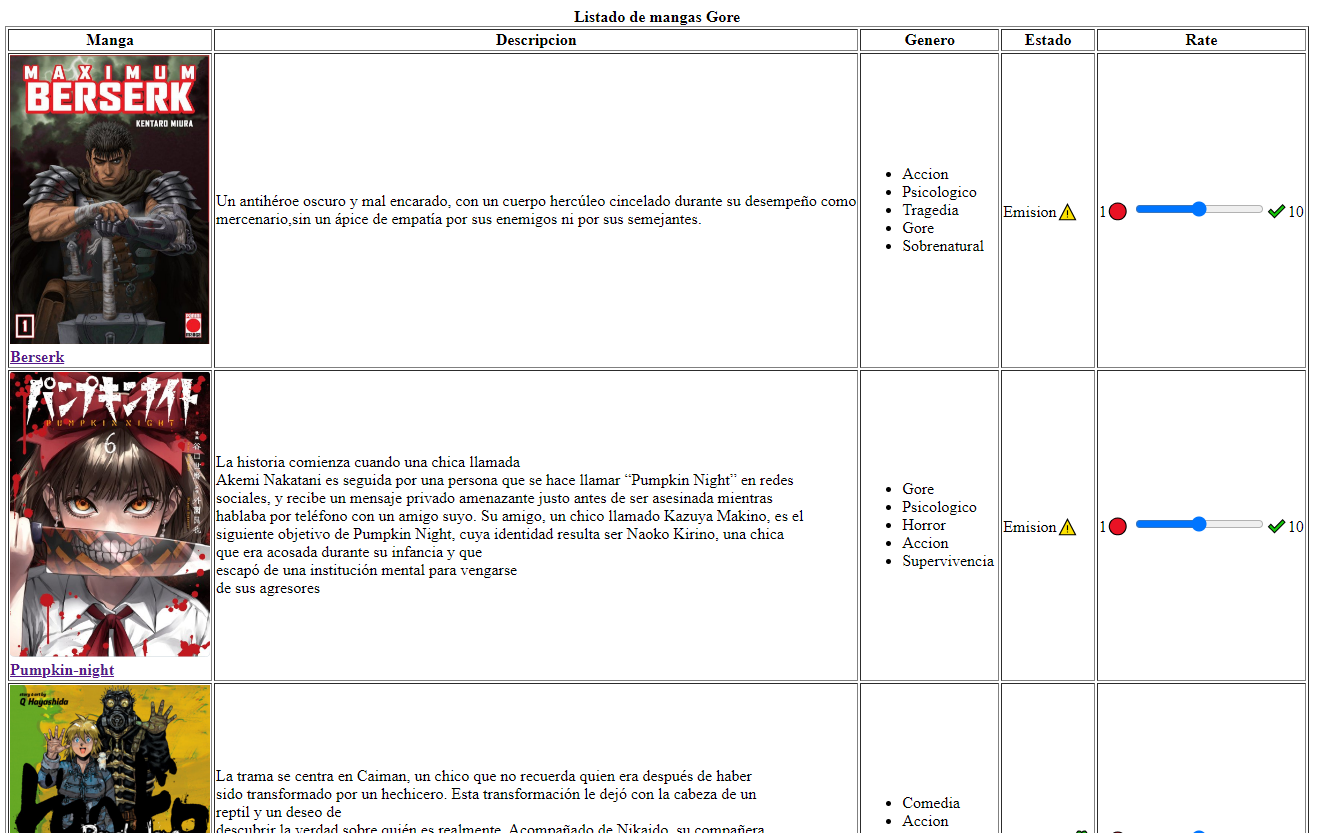 Listado de mangas Gore
Manga
Descripcion
Genero
Estado
Rate
MAXIMUM
BERSERK
KENTARO MIURA
1
Berserk
Un antihéroe oscuro y mal encarado, con un cuerpo hercúleo cincelado durante su desempeño como
mercenario,sin un ápice de empatía por sus enemigos ni por sus semejantes.
Accion
Psicologico
Tragedia
Gore
Sobrenatural
Emision
1
10
パンプキンナイト
PUMPKIN NIGHT
6
Pumpkin-night
La historia comienza cuando una chica llamada
Akemi Nakatani es seguida por una persona que se hace llamar “Pumpkin Night” en redes
sociales, y recibe un mensaje privado amenazante justo antes de ser asesinada mientras
hablaba por teléfono con un amigo suyo. Su amigo, un chico llamado Kazuya Makino, es el
siguiente objetivo de Pumpkin Night, cuya identidad resulta ser Naoko Kirino, una chica
que era acosada durante su infancia y que
escapó de una institución mental para vengarse
de sus agresores
Gore
Psicologico
Horror
Accion
Supervivencia
Emision
1
10
Q Hayashida
La trama se centra en Caiman, un chico que no recuerda quien era después de haber
sido transformado por un hechicero. Esta transformación le dejó con la cabeza de un
reptil y un deseo de
descubrir la verdad sobre quién es realmente. Acompañado de Nikaido, su compañera
Comedia
Accion